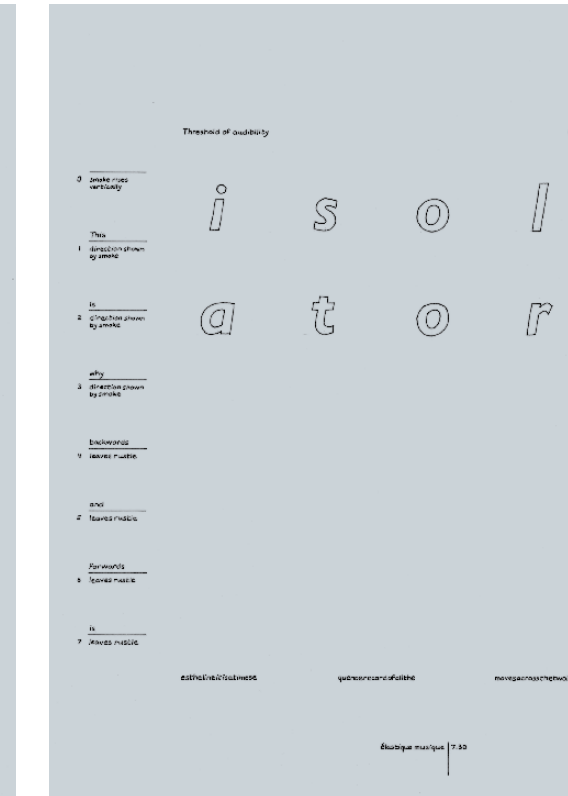 Threshold of audibility
0 smoke rises
vertically
i s o l
This
1 direction shown
by smoke
is
2 direction shown
by smoke
a t o r
why
3 direction shown
by smoke
backwards
4 leaves rustle
and
5 leaves rustle
forwards
6 leaves rustle
is
7 leaves rustle
Élastique musique 7.30